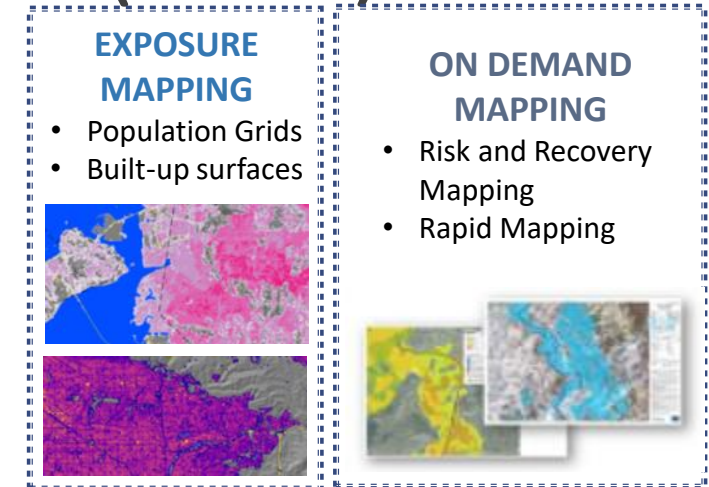 EXPOSURE
MAPPING
• Population Grids
• Built-up surfaces
ON DEMAND
MAPPING
• Risk and Recovery
Mapping
• Rapid Mapping